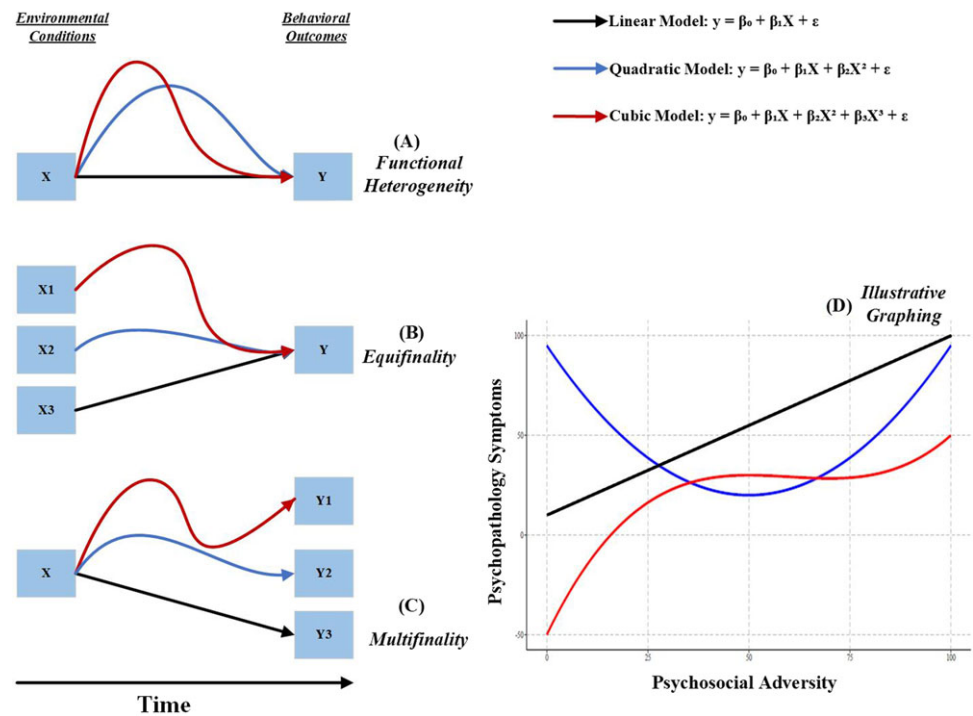 Environmental
Conditions
Behavioral
Outcomes
Linear Model: y = β₀ + β₁X + ε
Quadratic Model: y = β₀ + β₁X + β₂X² + ε
Cubic Model: y = β₀ + β₁X + β₂X² + β₃X³ + ε
X
Y
(A)
Functional
Heterogeneity
X1
X2
X3
Y
(B)
Equifinality
X
Y1
Y2
Y3
(C)
Multifinality
Time
(D)
Illustrative
Graphing
Psychopathology Symptoms
100
50
0
-50
0
25
50
75
100
Psychosocial Adversity